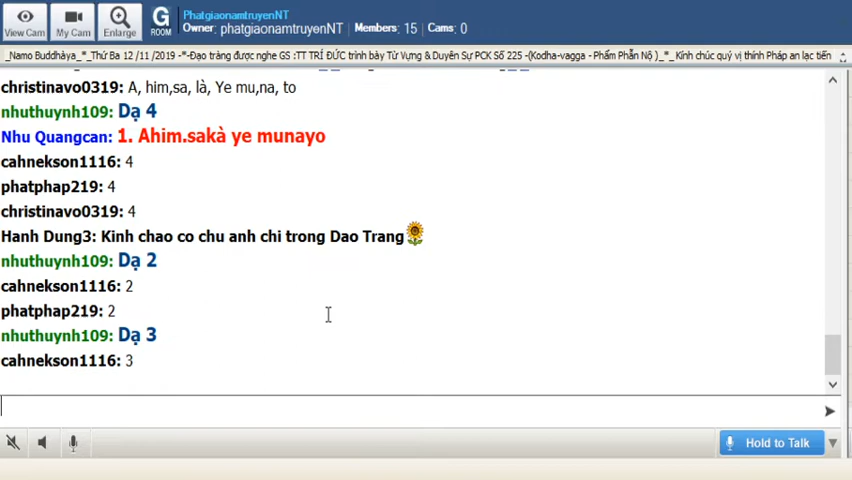 View Cam
My Cam
Enlarge
G
ROOM
PhatgiaonamtruyenNT
Owner: phatgiaonamtruyenNT Members: 15 Cams: 0
_Namo Buddhàya_*_Thứ Ba 12 /11 /2019 -*-Đạo tràng được nghe GS :TT TRÍ ĐỨC trình bày Từ Vựng & Duyên Sự PCK Số 225 -(Kodha-vagga - Phẩm Phẫn Nộ )_*_ Kính chúc quý vị thính Pháp an lạc tiến
christinavo0319: A, him,sa, là, Ye mu,na, to
nhuthuynh109: Dạ 4
Nhu Quangcan: 1. Ahim.sakà ye munayo
cahnekson1116: 4
phatphap219: 4
christinavo0319: 4
Hanh Dung3: Kinh chao co chu anh chi trong Dao Trang
nhuthuynh109: Dạ 2
cahnekson1116: 2
phatphap219: 2
nhuthuynh109: Dạ 3
cahnekson1116: 3
Hold to Talk